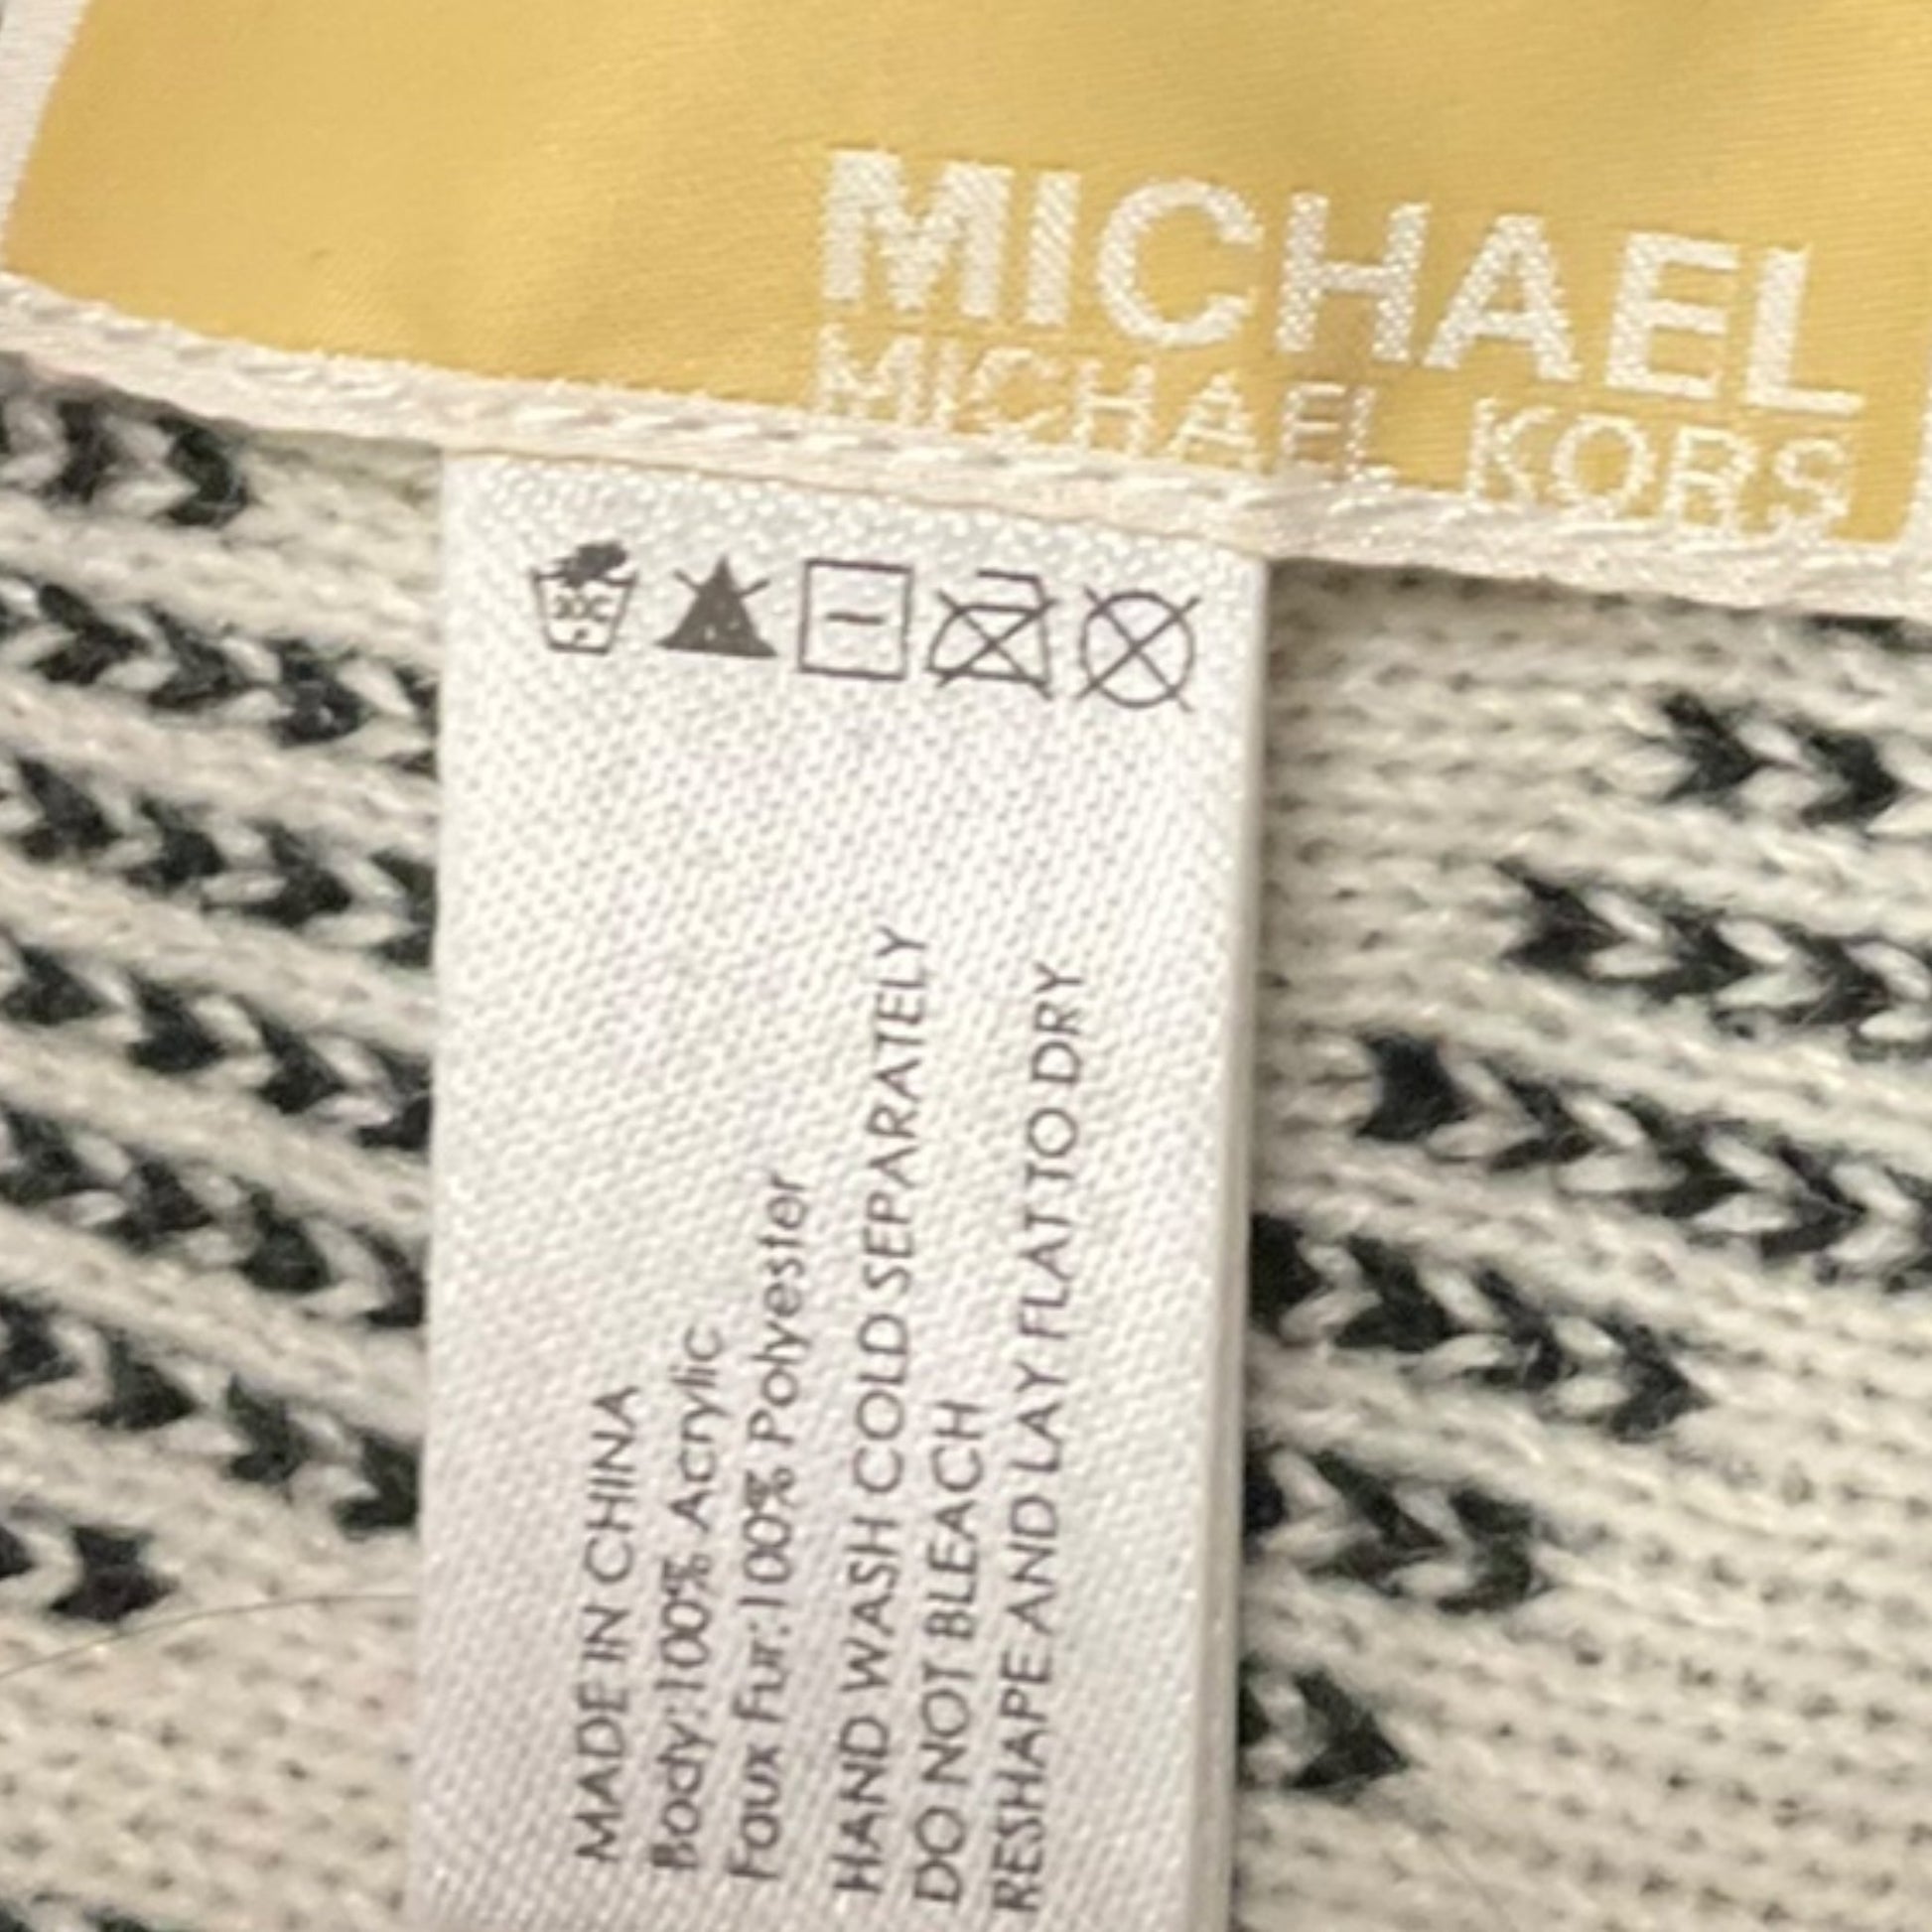 MICHAEL
MICHAEL KORS
MADE IN CHINA
Body:100% Acrylic
Faux Fur:100% Polyester
HAND WASH COLD SEPARATELY
DO NOT BLEACH
RESHAPE AND LAY FLAT TO DRY